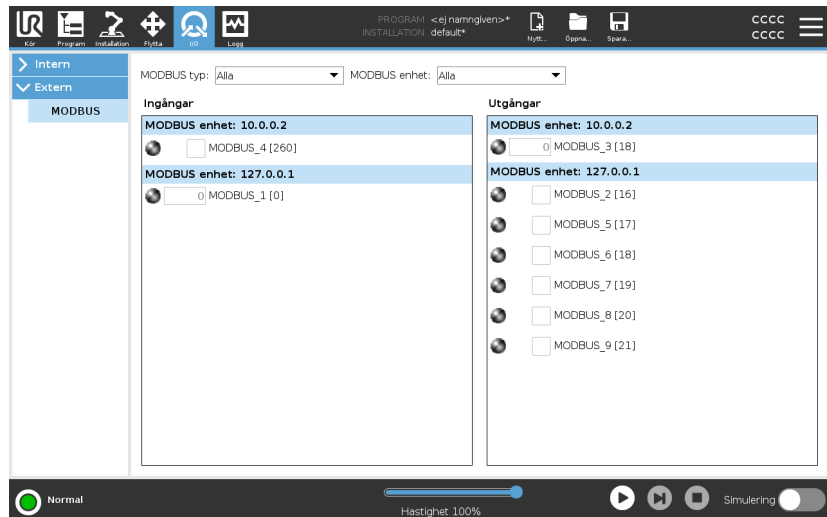 UR
PROGRAM <ej namngiven>*
INSTALLATION default*
Kör Program Installation Flytta I/O Logg
Nytt... Öppna... Spara...
CCCC
CCCC
Intern
Extern
MODBUS
MODBUS typ: Alla MODBUS enhet: Alla
Ingångar
MODBUS enhet: 10.0.0.2
MODBUS_4 [260]
MODBUS enhet: 127.0.0.1
0 MODBUS_1 [0]
Utgångar
MODBUS enhet: 10.0.0.2
0 MODBUS_3 [18]
MODBUS enhet: 127.0.0.1
MODBUS_2 [16]
MODBUS_5 [17]
MODBUS_6 [18]
MODBUS_7 [19]
MODBUS_8 [20]
MODBUS_9 [21]
Normal
Hastighet 100%
Simulering